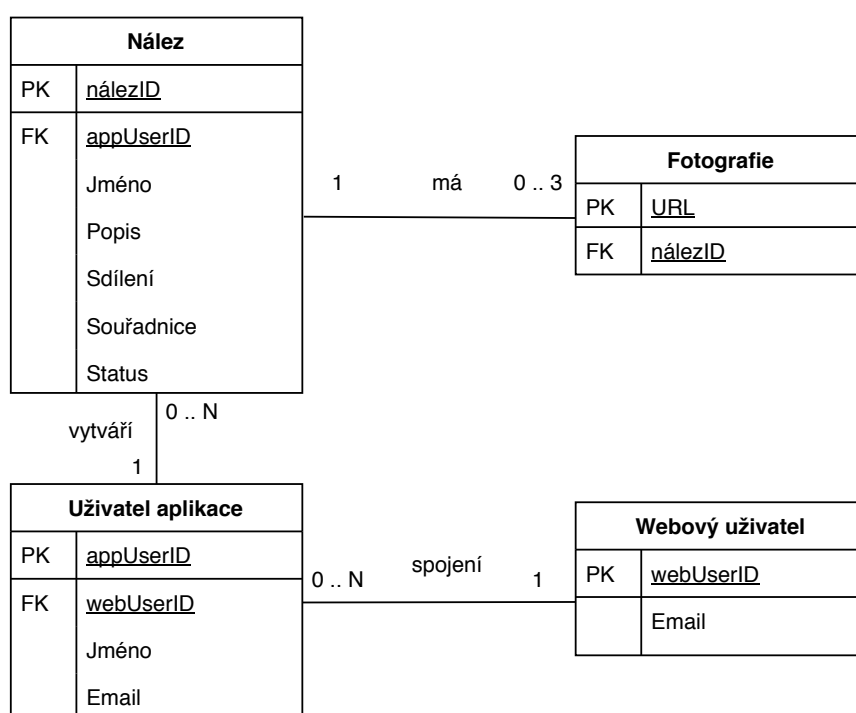 Nález
PK nálezID
FK appUserID
Jméno
Popis
Sdílení
Souřadnice
Status
1 má 0 .. 3
Fotografie
PK URL
FK nálezID
0 .. N
vytváří
1
Uživatel aplikace
PK appUserID
FK webUserID
Jméno
Email
0 .. N spojení 1
Webový uživatel
PK webUserID
Email